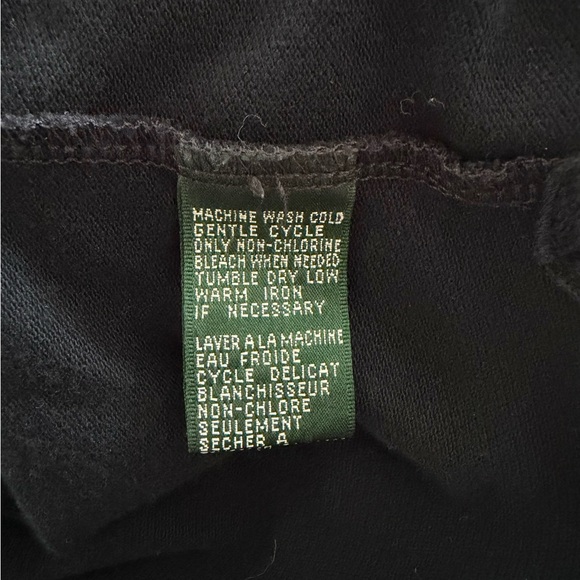 MACHINE WASH COLD
GENTLE CYCLE
ONLY NON-CHLORINE
BLEACH WHEN NEEDED
TUMBLE DRY LOW
WARM IRON
IF NECESSARY
LAVER A LA MACHINE
EAU FROIDE
CYCLE DELICAT
BLANCHISSEUR
NON-CHLORE
SEULEMENT
SECHER A